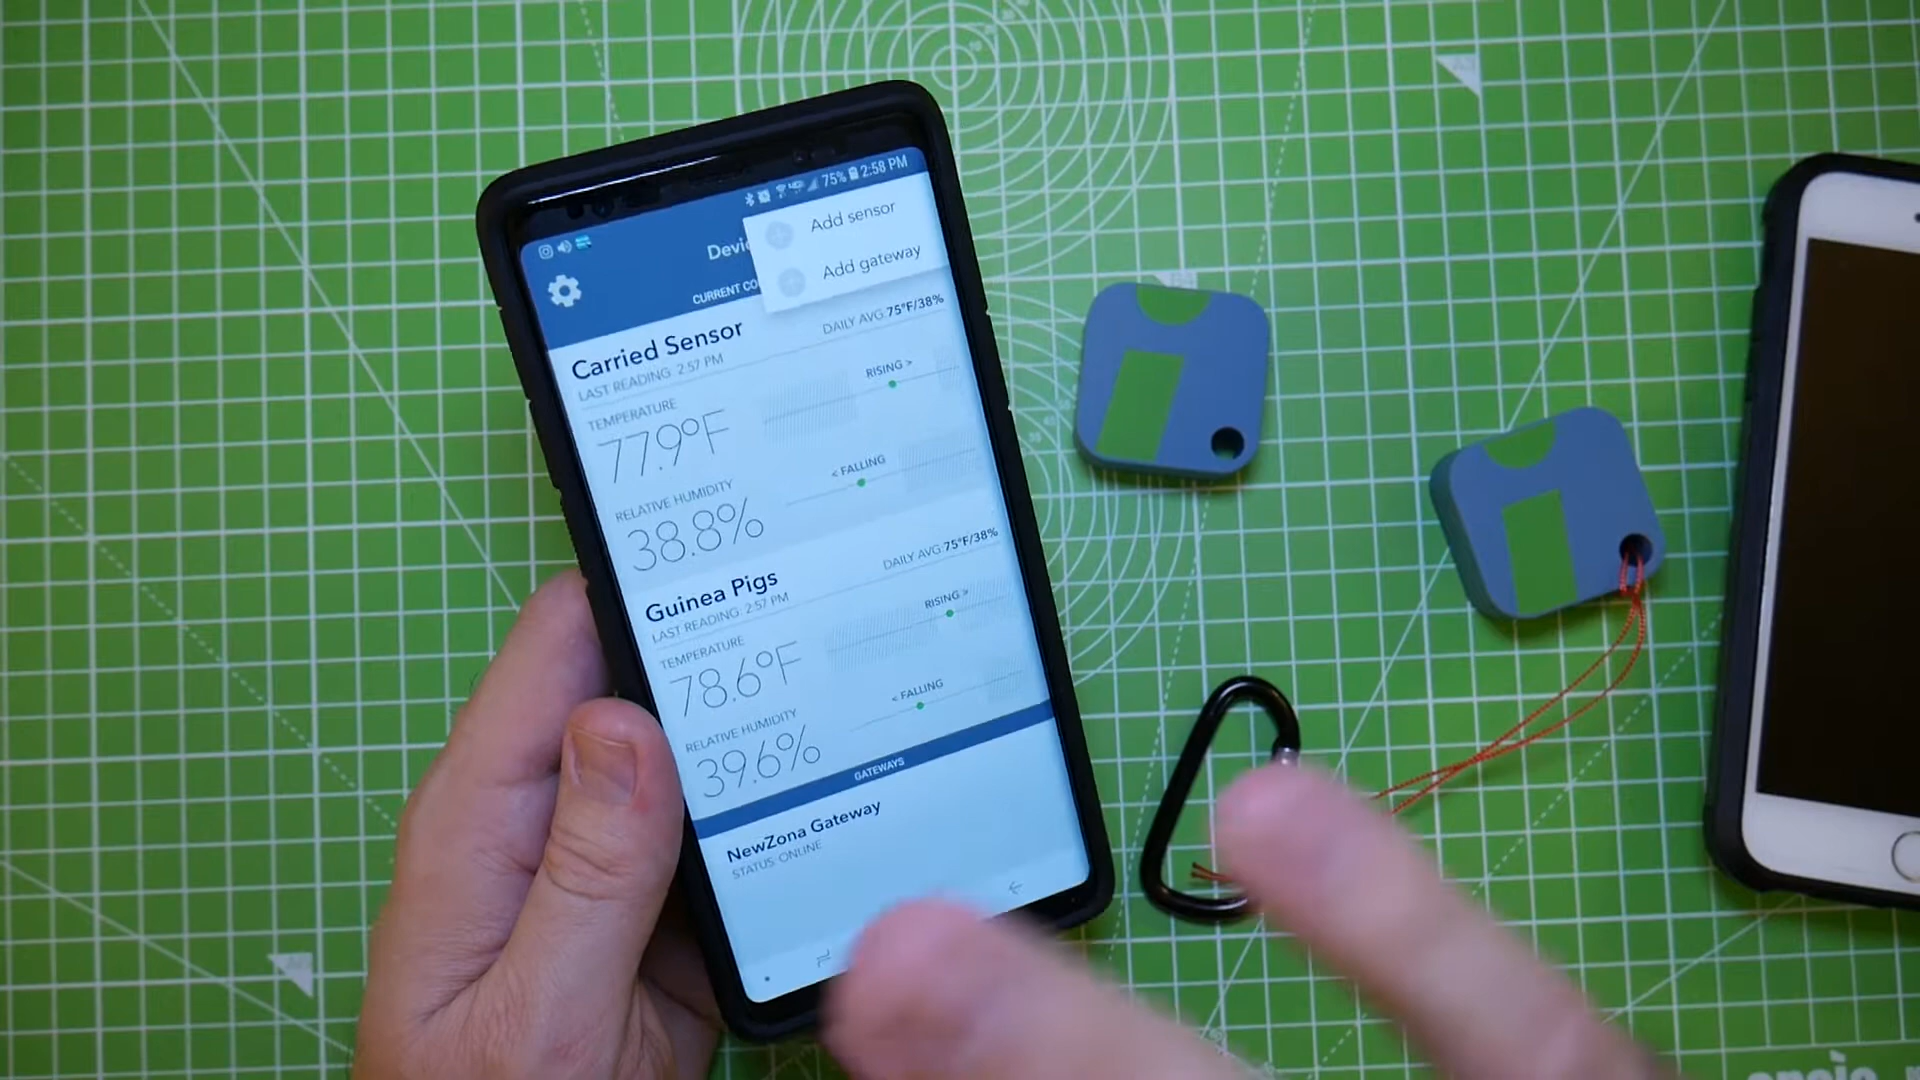 75% 2:58 PM
Add sensor
Devic
Add gateway
CURRENT CO
Carried Sensor
DAILY AVG:75°F/38%
LAST READING: 2:57 PM
RISING >
TEMPERATURE
77.9°F
< FALLING
RELATIVE HUMIDITY
38.8%
Guinea Pigs
DAILY AVG:75°F/38%
LAST READING: 2:57 PM
RISING >
TEMPERATURE
78.6°F
< FALLING
RELATIVE HUMIDITY
39.6%
GATEWAYS
NewZona Gateway
STATUS: ONLINE